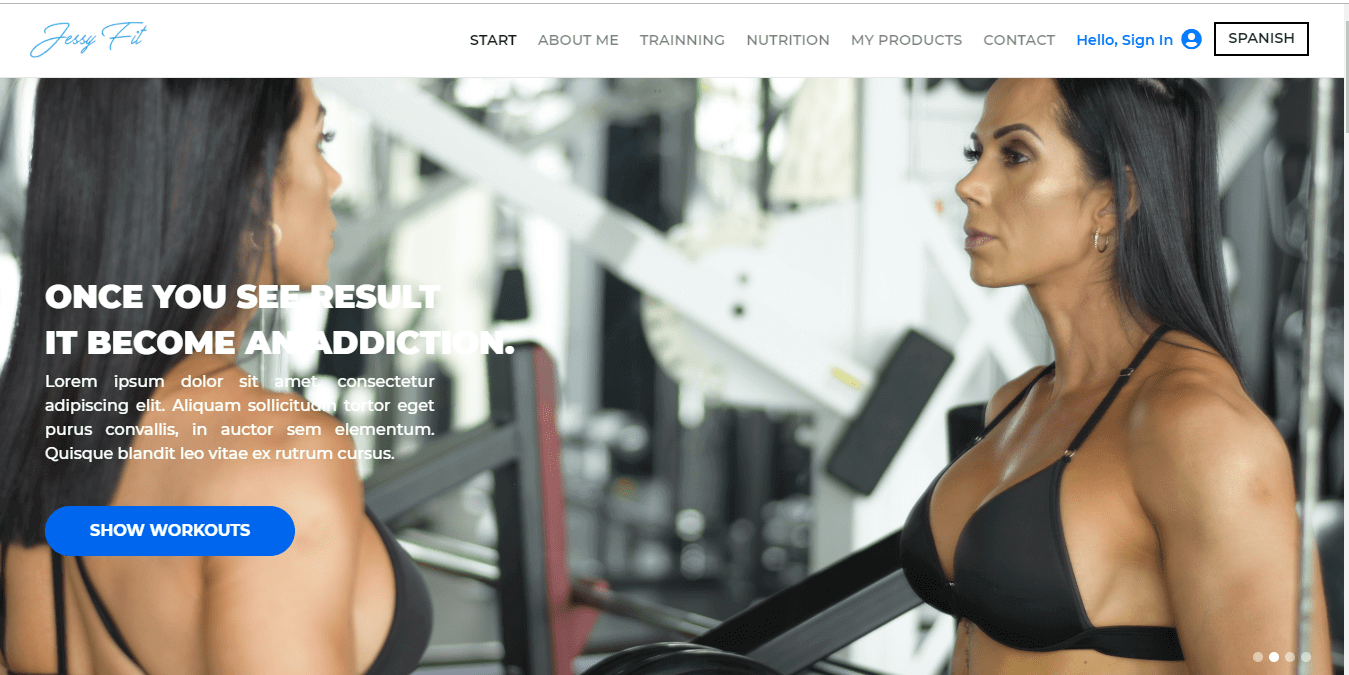 Jessy Fit
START ABOUT ME TRAINNING NUTRITION MY PRODUCTS CONTACT Hello, Sign In SPANISH
ONCE YOU SEE RESULT
IT BECOME AN ADDICTION.
Lorem ipsum dolor sit amet, consectetur
adipiscing elit. Aliquam sollicitudin tortor eget
purus convallis, in auctor sem elementum.
Quisque blandit leo vitae ex rutrum cursus.
SHOW WORKOUTS